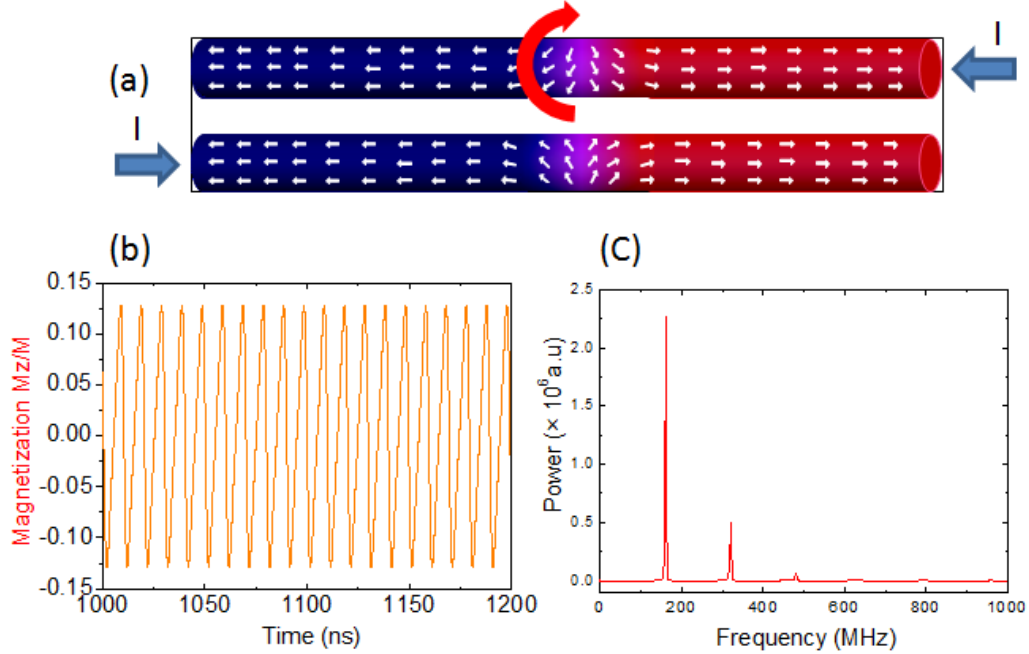 I
(a)
I
(b)
(C)
0.15
0.10
0.05
0.00
-0.05
-0.10
-0.15
Magnetization Mz/M
1000
1050
1100
1150
1200
Time (ns)
2.5
2.0
1.5
1.0
0.5
0.0
Power (× 10⁶a.u)
0
200
400
600
800
1000
Frequency (MHz)